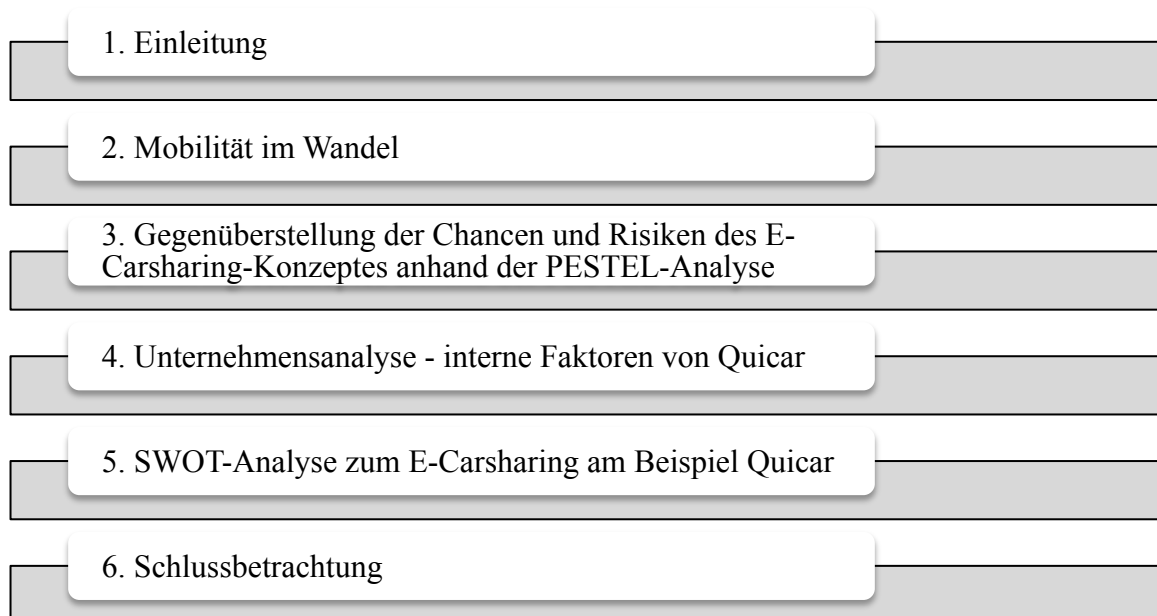 1. Einleitung
2. Mobilität im Wandel
3. Gegenüberstellung der Chancen und Risiken des E-
Carsharing-Konzeptes anhand der PESTEL-Analyse
4. Unternehmensanalyse - interne Faktoren von Quicar
5. SWOT-Analyse zum E-Carsharing am Beispiel Quicar
6. Schlussbetrachtung